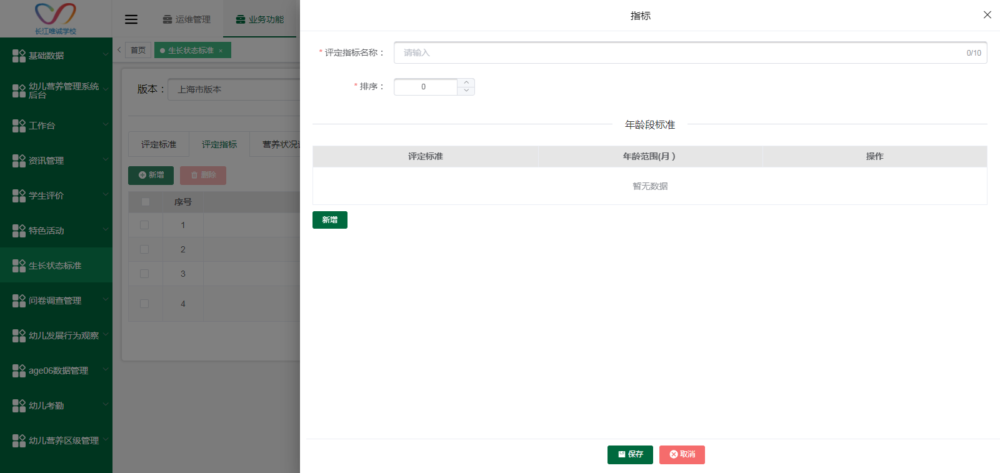 长江唯诚学校
基础数据
幼儿营养管理系统
后台
工作台
资讯管理
学生评价
特色活动
生长状态标准
问卷调查管理
幼儿发展行为观察
age06数据管理
幼儿考勤
幼儿营养区级管理
运维管理
业务功能
首页
生长状态标准 ×
版本：
上海市版本
评定标准
评定指标
营养状况
新增
删除
序号
1
2
3
4
指标
* 评定指标名称：
请输入
0/10
* 排序：
0
年龄段标准
评定标准
年龄范围(月)
操作
暂无数据
新增
保存
取消